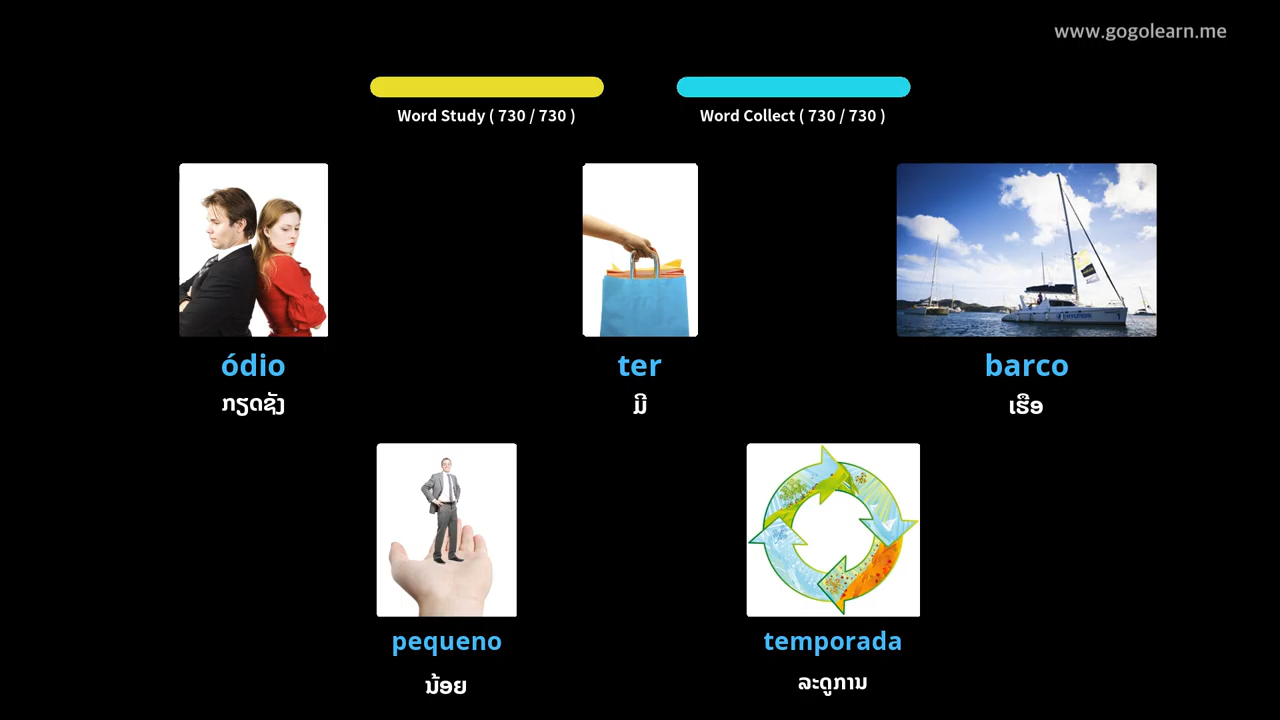 www.gogolearn.me
Word Study ( 730 / 730 )
Word Collect ( 730 / 730 )
ódio
ກຽດຊັງ
ter
ມີ
barco
ເຮືອ
pequeno
ນ້ອຍ
temporada
ລະດູການ